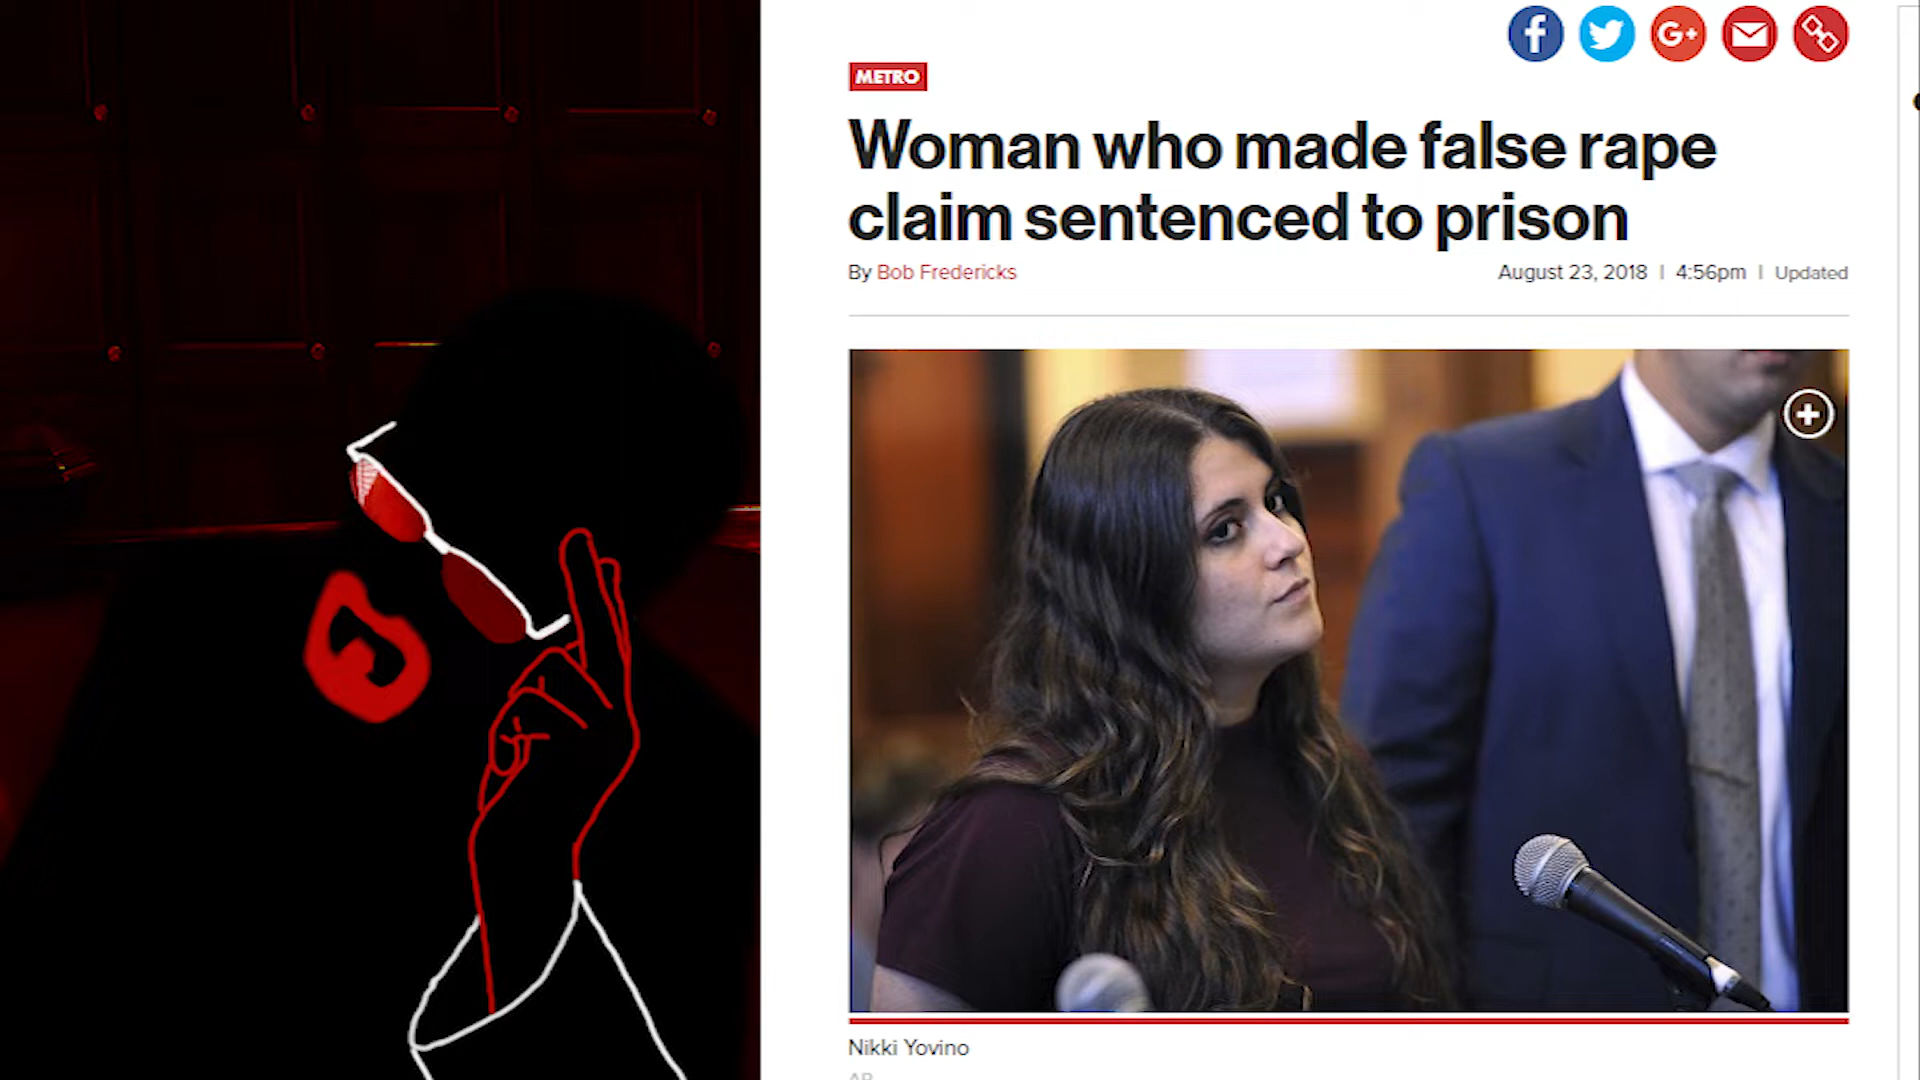 METRO
Woman who made false rape
claim sentenced to prison
By Bob Fredericks
August 23, 2018 | 4:56pm | Updated
Nikki Yovino
AP